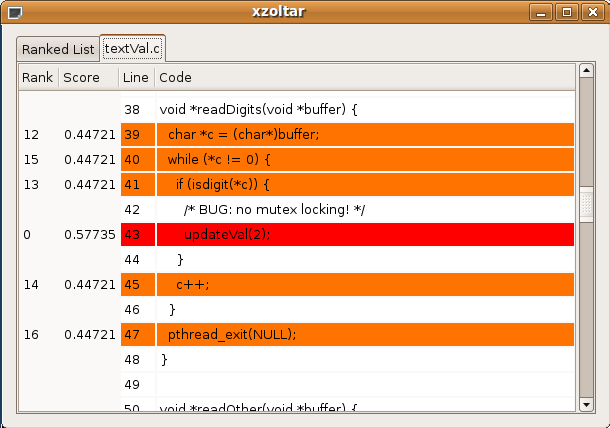 xzoltar
Ranked List textVal.c
Rank Score Line Code
38 void *readDigits(void *buffer) {
12 0.44721 39 char *c = (char*)buffer;
15 0.44721 40 while (*c != 0) {
13 0.44721 41 if (isdigit(*c)) {
42 /* BUG: no mutex locking! */
0 0.57735 43 updateVal(2);
44 }
14 0.44721 45 c++;
46 }
16 0.44721 47 pthread_exit(NULL);
48 }
49
50 void *readOther(void *buffer) {